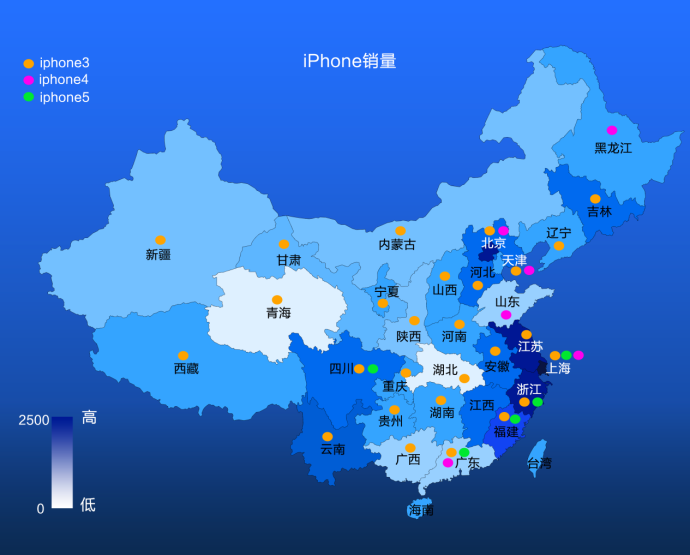 iPhone销量
iphone3
iphone4
iphone5
黑龙江
吉林
辽宁
北京
天津
内蒙古
新疆
甘肃
河北
山西
宁夏
山东
青海
河南
陕西
江苏
西藏
四川
湖北
安徽
上海
重庆
浙江
湖南
江西
贵州
福建
云南
广西
广东
台湾
海南
2500
高
0
低